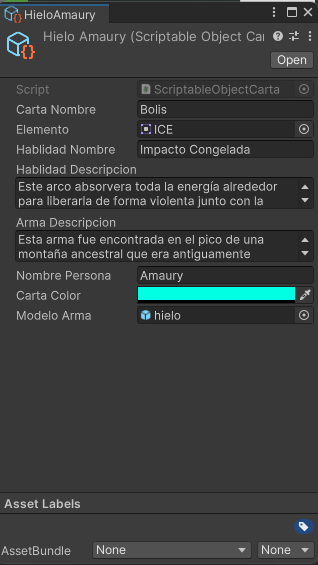 HieloAmaury
Hielo Amaury (Scriptable Object Car
Open
Script ScriptableObjectCarta
Carta Nombre Bolis
Elemento ICE
Hablidad Nombre Impacto Congelada
Hablidad Descripcion
Este arco absorvera toda la energía alrededor
para liberarla de forma violenta junto con la
Arma Descripcion
Esta arma fue encontrada en el pico de una
montaña ancestral que era antiguamente
Nombre Persona Amaury
Carta Color
Modelo Arma hielo
Asset Labels
AssetBundle None None